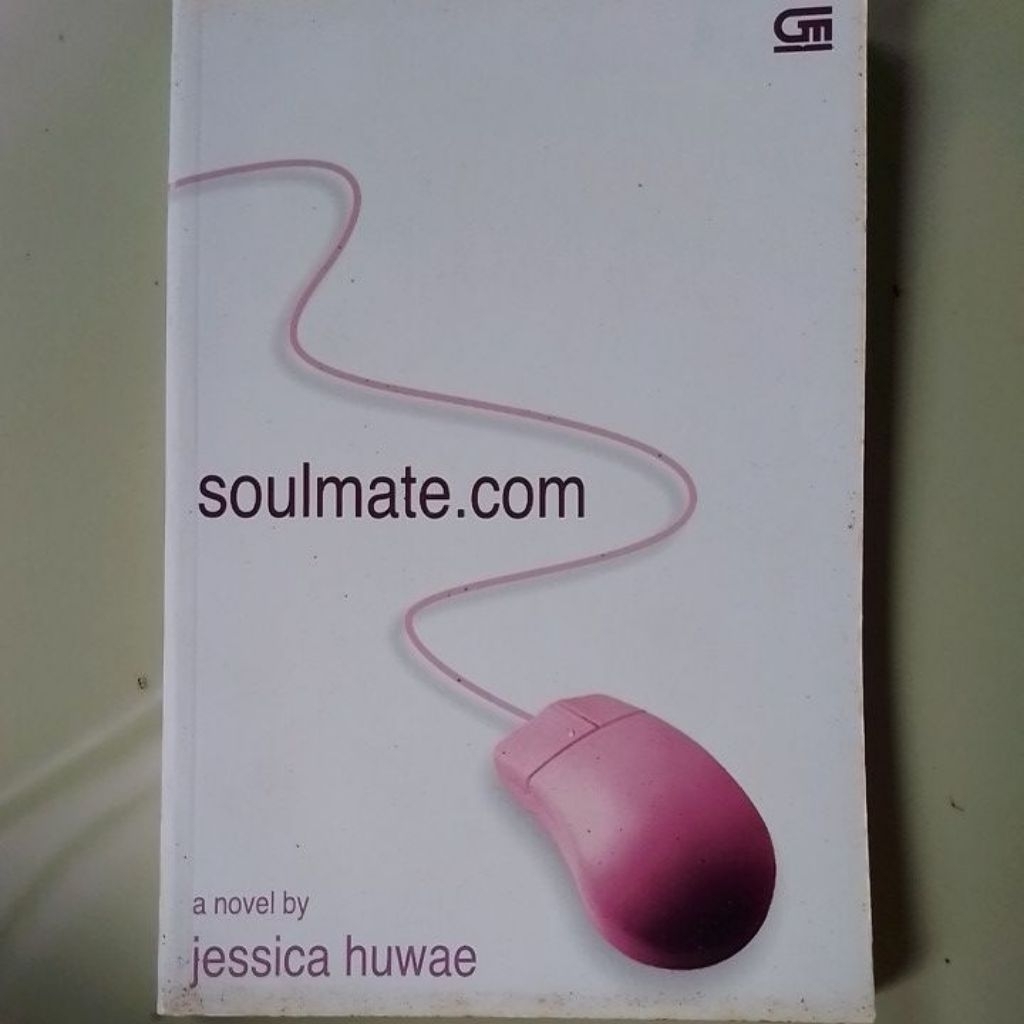 soulmate.com
a novel by
jessica huwae